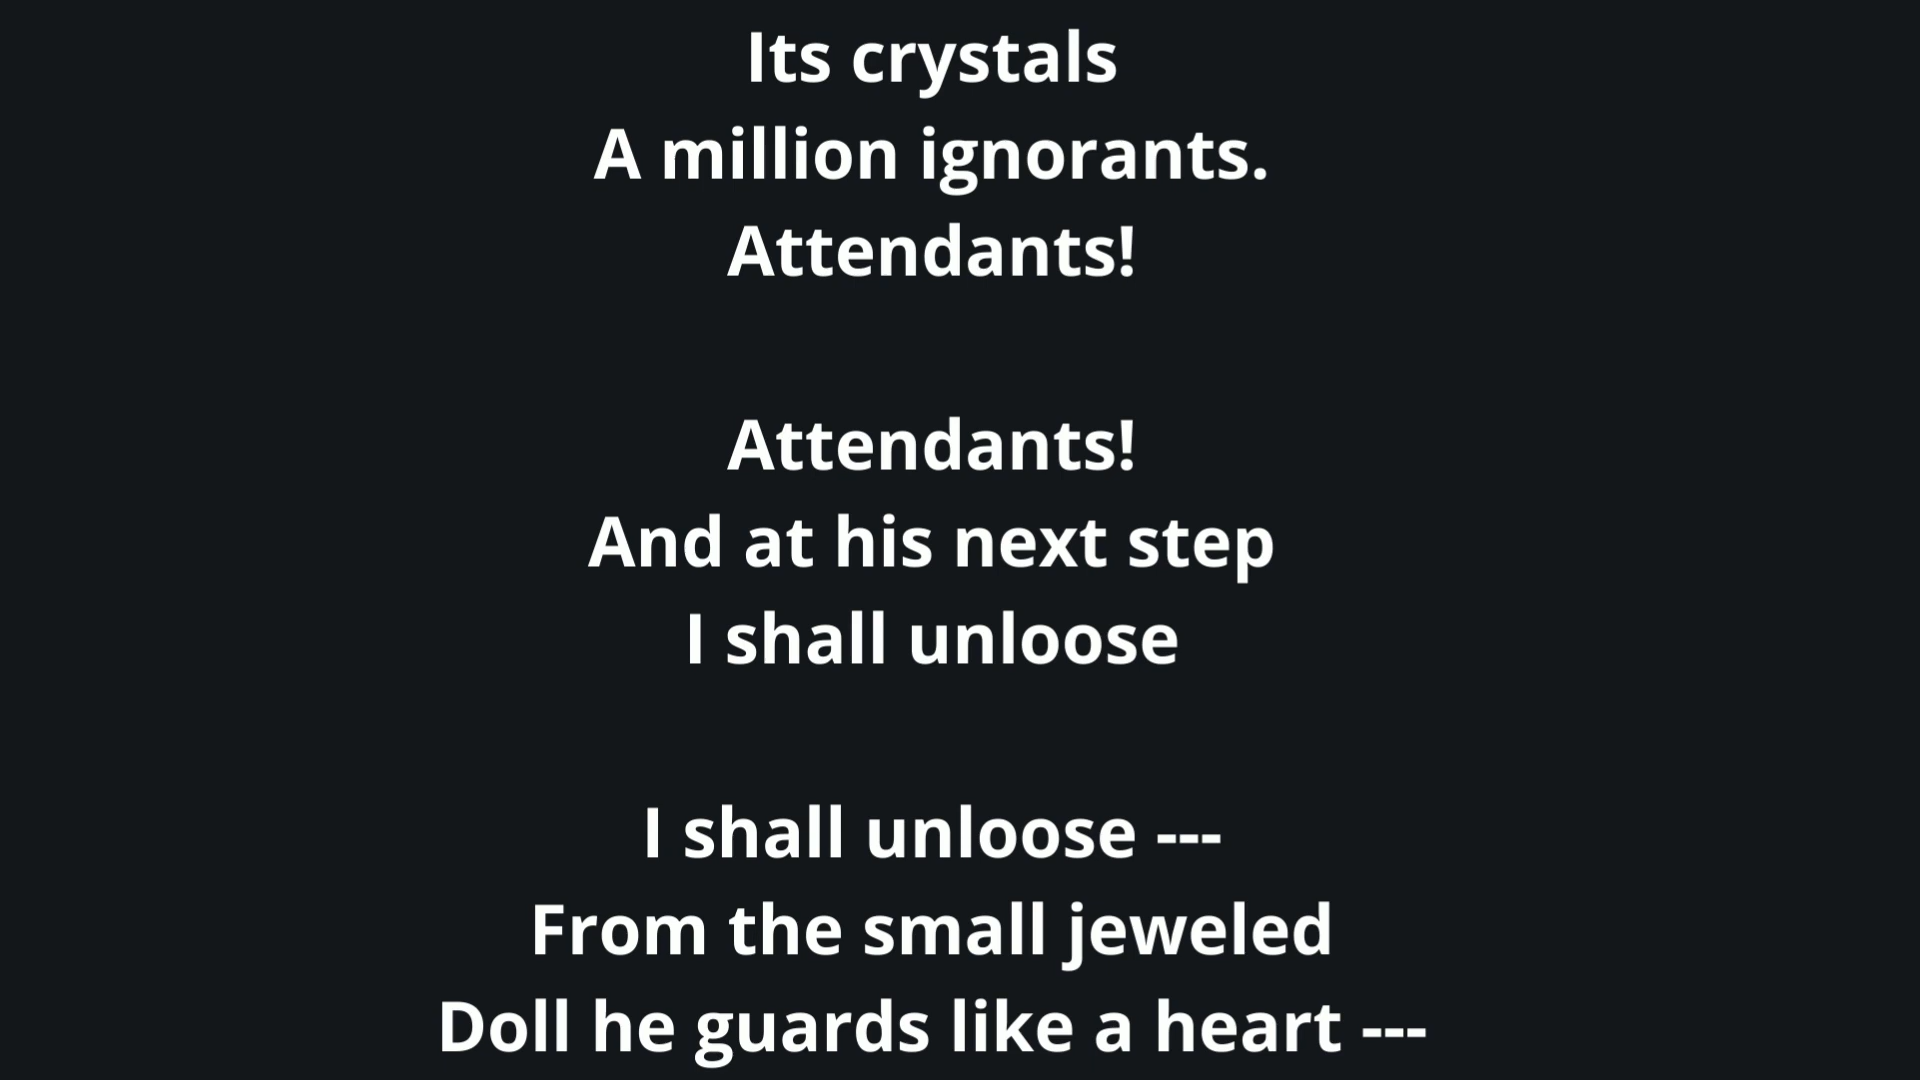 Its crystals
A million ignorants.
Attendants!
Attendants!
And at his next step
I shall unloose
I shall unloose ---
From the small jeweled
Doll he guards like a heart ---